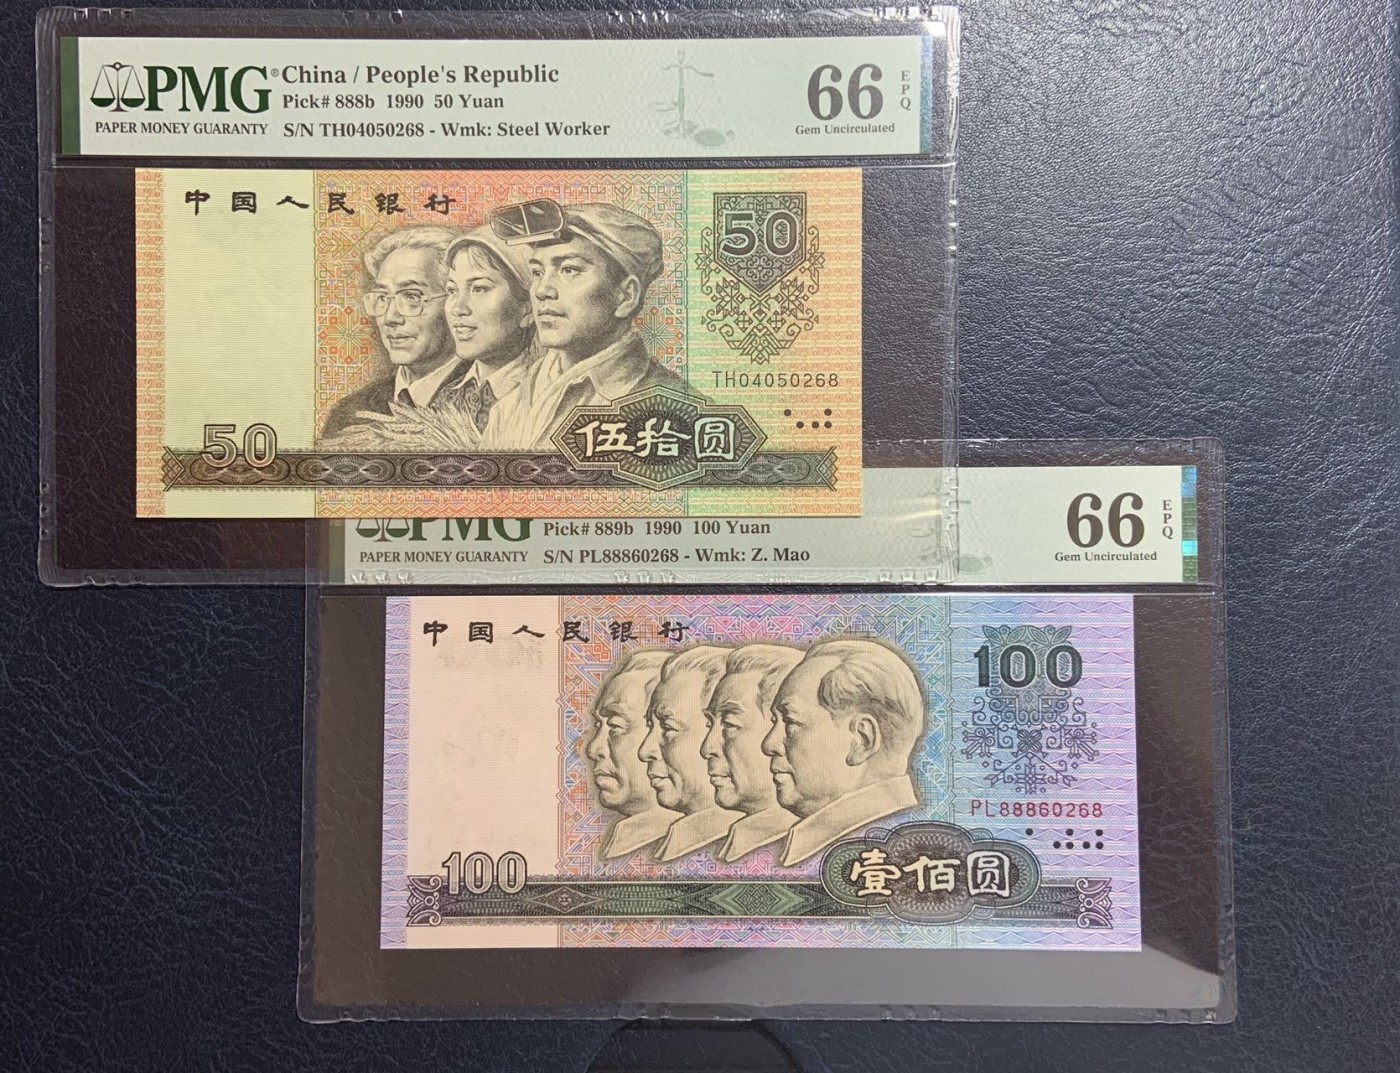 PMG® China / People's Republic
Pick# 888b 1990 50 Yuan
PAPER MONEY GUARANTY S/N TH04050268 - Wmk: Steel Worker
66 EPQ
Gem Uncirculated
中国人民银行
50
TH04050268
50
伍拾圆
PMG Pick# 889b 1990 100 Yuan
PAPER MONEY GUARANTY S/N PL88860268 - Wmk: Z. Mao
66 EPQ
Gem Uncirculated
中国人民银行
100
PL88860268
100
壹佰圆